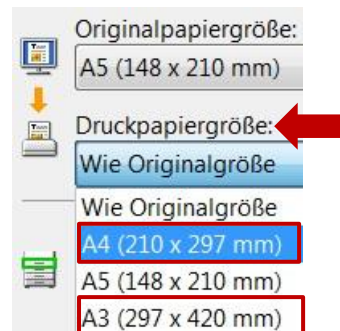 Originalpapiergröße:
A5 (148 x 210 mm)
Druckpapiergröße:
Wie Originalgröße
Wie Originalgröße
A4 (210 x 297 mm)
A5 (148 x 210 mm)
A3 (297 x 420 mm)